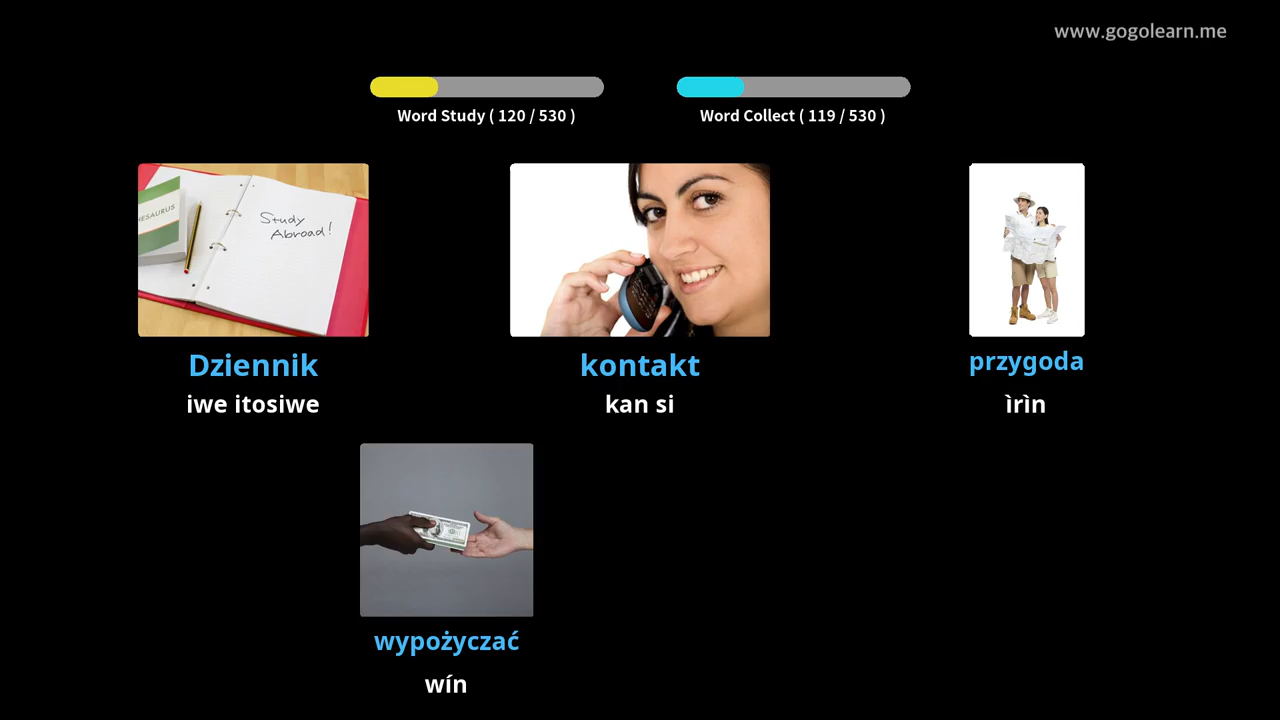 www.gogolearn.me
Word Study ( 120 / 530 )
Word Collect ( 119 / 530 )
HESAURUS
Study
Abroad!
Dziennik
kontakt
przygoda
iwe itosiwe
kan si
ìrìn
wypożyczać
wín